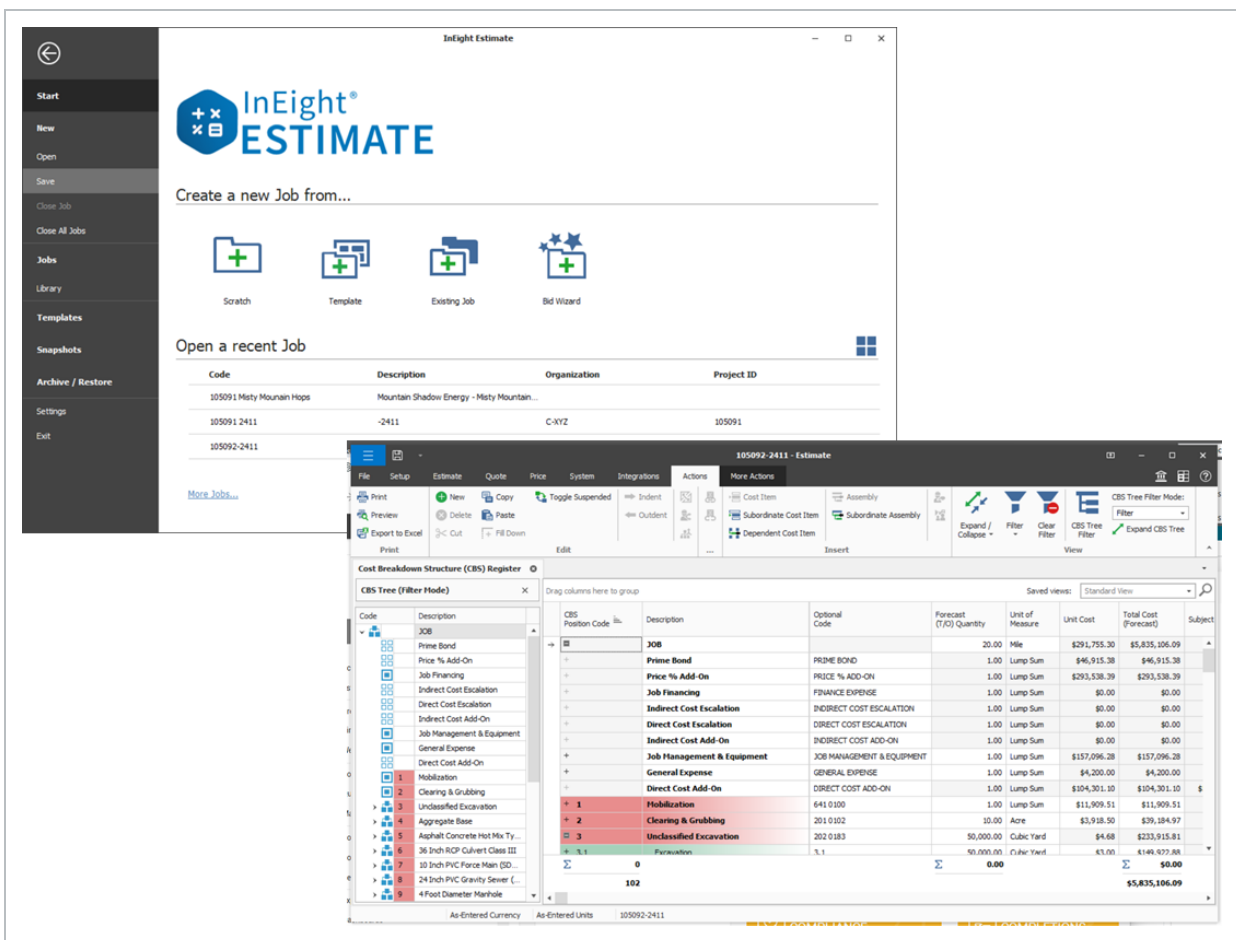 InEight Estimate
Start
New
Open
Save
Close Job
Close All Jobs
Jobs
Library
Templates
Snapshots
Archive / Restore
Settings
Exit
InEight®
ESTIMATE
Create a new Job from...
Scratch Template Existing Job Bid Wizard
Open a recent Job
Code Description Organization Project ID
105091 Misty Mounain Hops Mountain Shadow Energy - Misty Mountain...
105091 2411 -2411 C-XYZ 105091
105092-2411
More Jobs...
105092-2411 - Estimate
File Setup Estimate Quote Price System Integrations Actions More Actions
Print New Copy Toggle Suspended Indent Cost Item Assembly
Preview Delete Paste Outdent Subordinate Cost Item Subordinate Assembly
Export to Excel Cut Fill Down Dependent Cost Item
Expand / Collapse Filter Clear Filter CBS Tree Filter
CBS Tree Filter Mode:
Filter
Expand CBS Tree
Print Edit ... Insert View
Cost Breakdown Structure (CBS) Register
CBS Tree (Filter Mode) X
Code Description
JOB
Prime Bond
Price % Add-On
Job Financing
Indirect Cost Escalation
Direct Cost Escalation
Indirect Cost Add-On
Job Management & Equipment
General Expense
Direct Cost Add-On
1 Mobilization
2 Clearing & Grubbing
3 Unclassified Excavation
4 Aggregate Base
5 Asphalt Concrete Hot Mix Ty...
6 36 Inch RCP Culvert Class III
7 10 Inch PVC Force Main (SD...
8 24 Inch PVC Gravity Sewer (...
9 4 Foot Diameter Manhole
Drag columns here to group Saved views: Standard View
CBS Position Code Description Optional Code Forecast (T/O) Quantity Unit of Measure Unit Cost Total Cost (Forecast) Subject
JOB 20.00 Mile $291,755.30 $5,835,106.09
Prime Bond PRIME BOND 1.00 Lump Sum $46,915.38 $46,915.38
Price % Add-On PRICE % ADD-ON 1.00 Lump Sum $293,538.39 $293,538.39
Job Financing FINANCE EXPENSE 1.00 Lump Sum $0.00 $0.00
Indirect Cost Escalation INDIRECT COST ESCALATION 1.00 Lump Sum $0.00 $0.00
Direct Cost Escalation DIRECT COST ESCALATION 1.00 Lump Sum $0.00 $0.00
Indirect Cost Add-On INDIRECT COST ADD-ON 1.00 Lump Sum $0.00 $0.00
Job Management & Equipment JOB MANAGEMENT & EQUIPMENT 1.00 Lump Sum $157,096.28 $157,096.28
General Expense GENERAL EXPENSE 1.00 Lump Sum $4,200.00 $4,200.00
Direct Cost Add-On DIRECT COST ADD-ON 1.00 Lump Sum $104,301.10 $104,301.10 $
1 Mobilization 641 0100 1.00 Lump Sum $11,909.51 $11,909.51
2 Clearing & Grubbing 201 0102 10.00 Acre $3,918.50 $39,184.97
3 Unclassified Excavation 202 0183 50,000.00 Cubic Yard $4.68 $233,915.81
3.1 Excavation 3.1 50,000.00 Cubic Yard $3.00 $149,922.88
Σ 0 Σ 0.00 Σ $0.00
102 $5,835,106.09
As-Entered Currency As-Entered Units 105092-2411